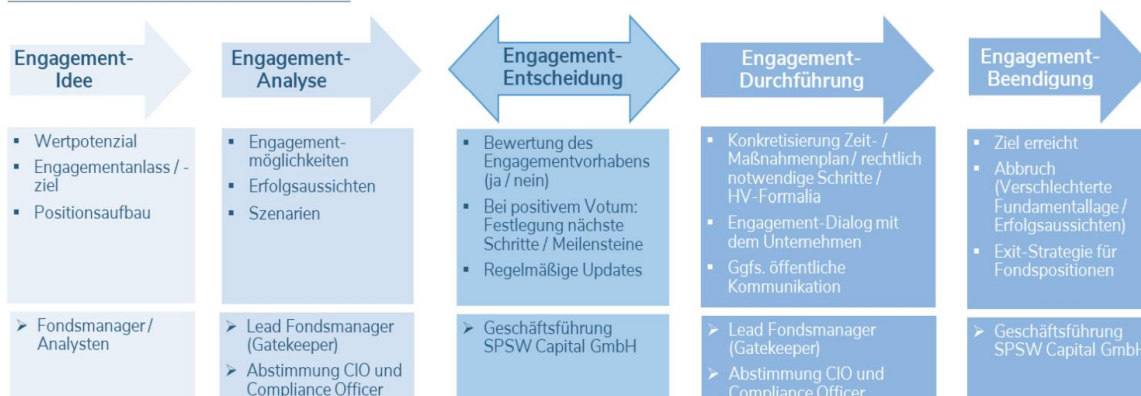 Engagement-
Idee
Wertpotenzial
Engagementanlass / -
ziel
Positionsaufbau
Fondsmanager /
Analysten
Engagement-
Analyse
Engagement-
möglichkeiten
Erfolgsaussichten
Szenarien
Lead Fondsmanager
(Gatekeeper)
Abstimmung CIO und
Compliance Officer
Engagement-
Entscheidung
Bewertung des
Engagementvorhabens
(ja / nein)
Bei positivem Votum:
Festlegung nächste
Schritte / Meilensteine
Regelmäßige Updates
Geschäftsführung
SPSW Capital GmbH
Engagement-
Durchführung
Konkretisierung Zeit- /
Maßnahmenplan / rechtlich
notwendige Schritte /
HV-Formalia
Engagement-Dialog mit
dem Unternehmen
Ggfs. öffentliche
Kommunikation
Lead Fondsmanager
(Gatekeeper)
Abstimmung CIO und
Compliance Officer
Engagement-
Beendigung
Ziel erreicht
Abbruch
(Verschlechterte
Fundamentallage /
Erfolgsaussichten)
Exit-Strategie für
Fondspositionen
Geschäftsführung
SPSW Capital GmbH